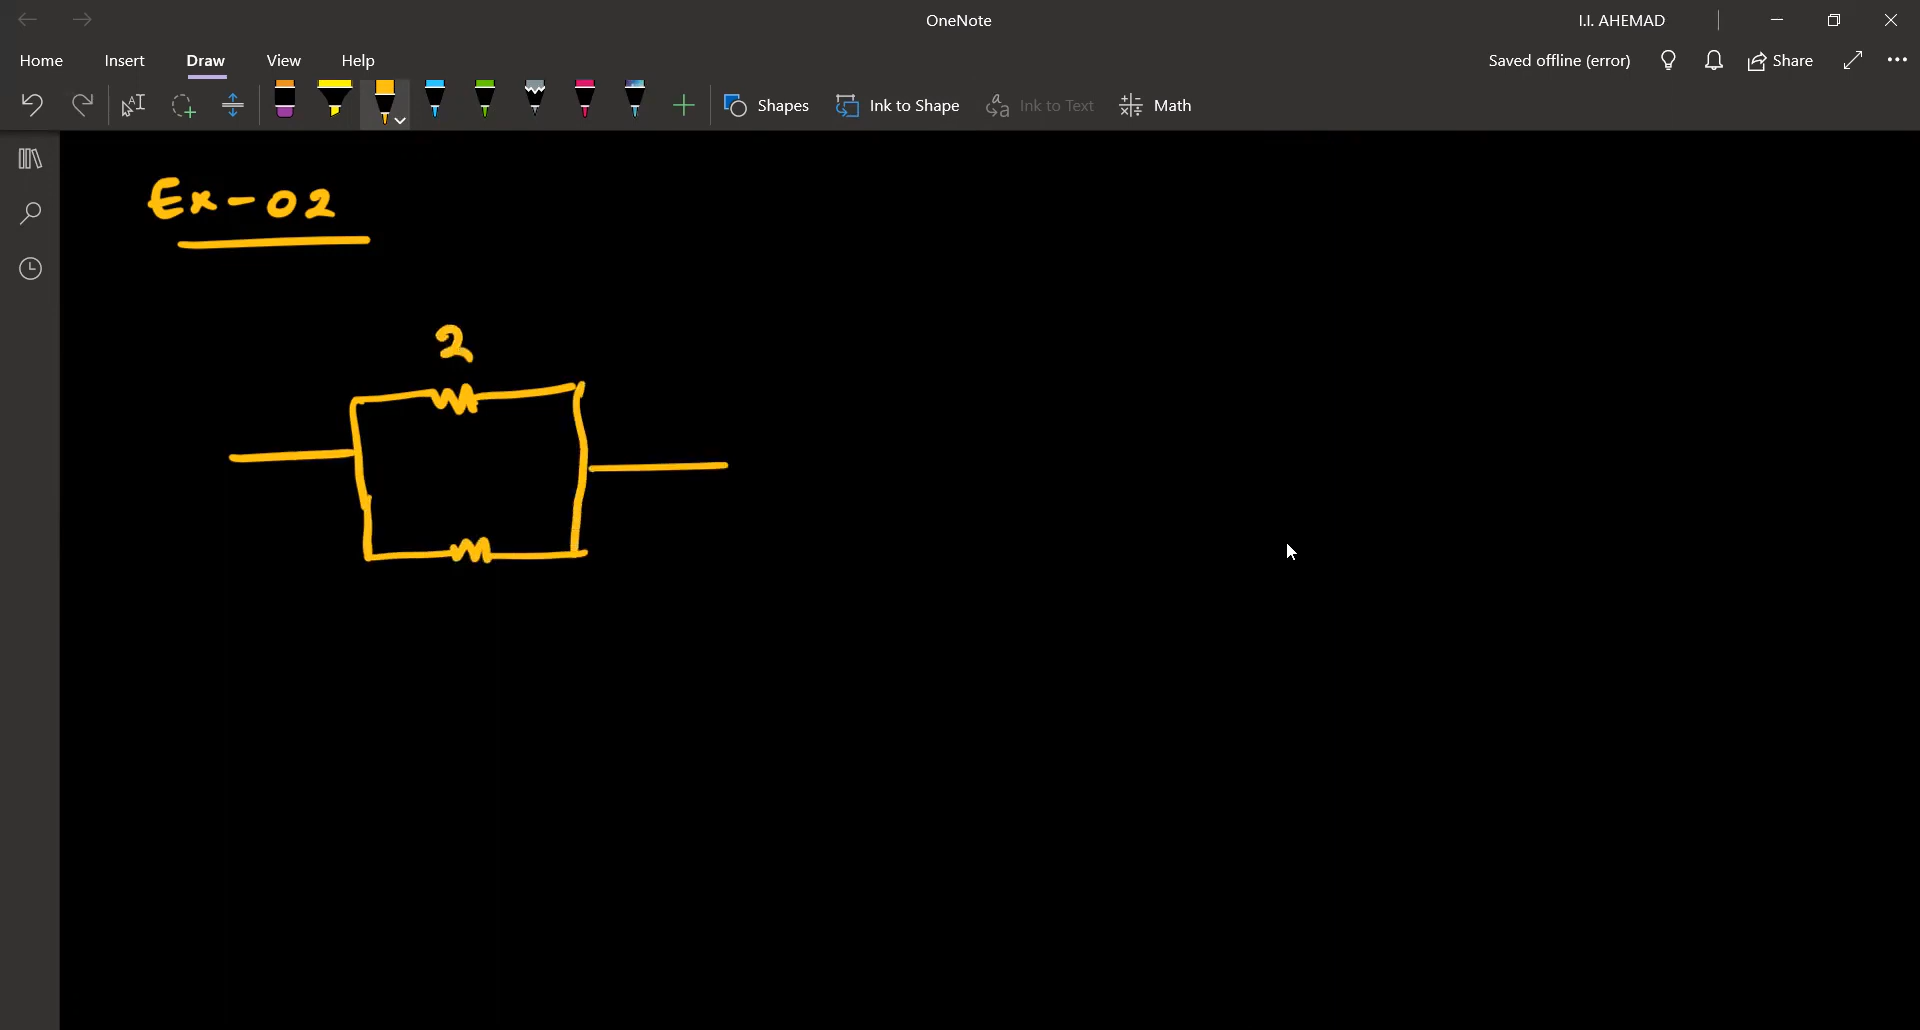 OneNote
I.I. AHEMAD
Home Insert Draw View Help
Saved offline (error) Share
Shapes Ink to Shape Ink to Text Math
Ex-02
2